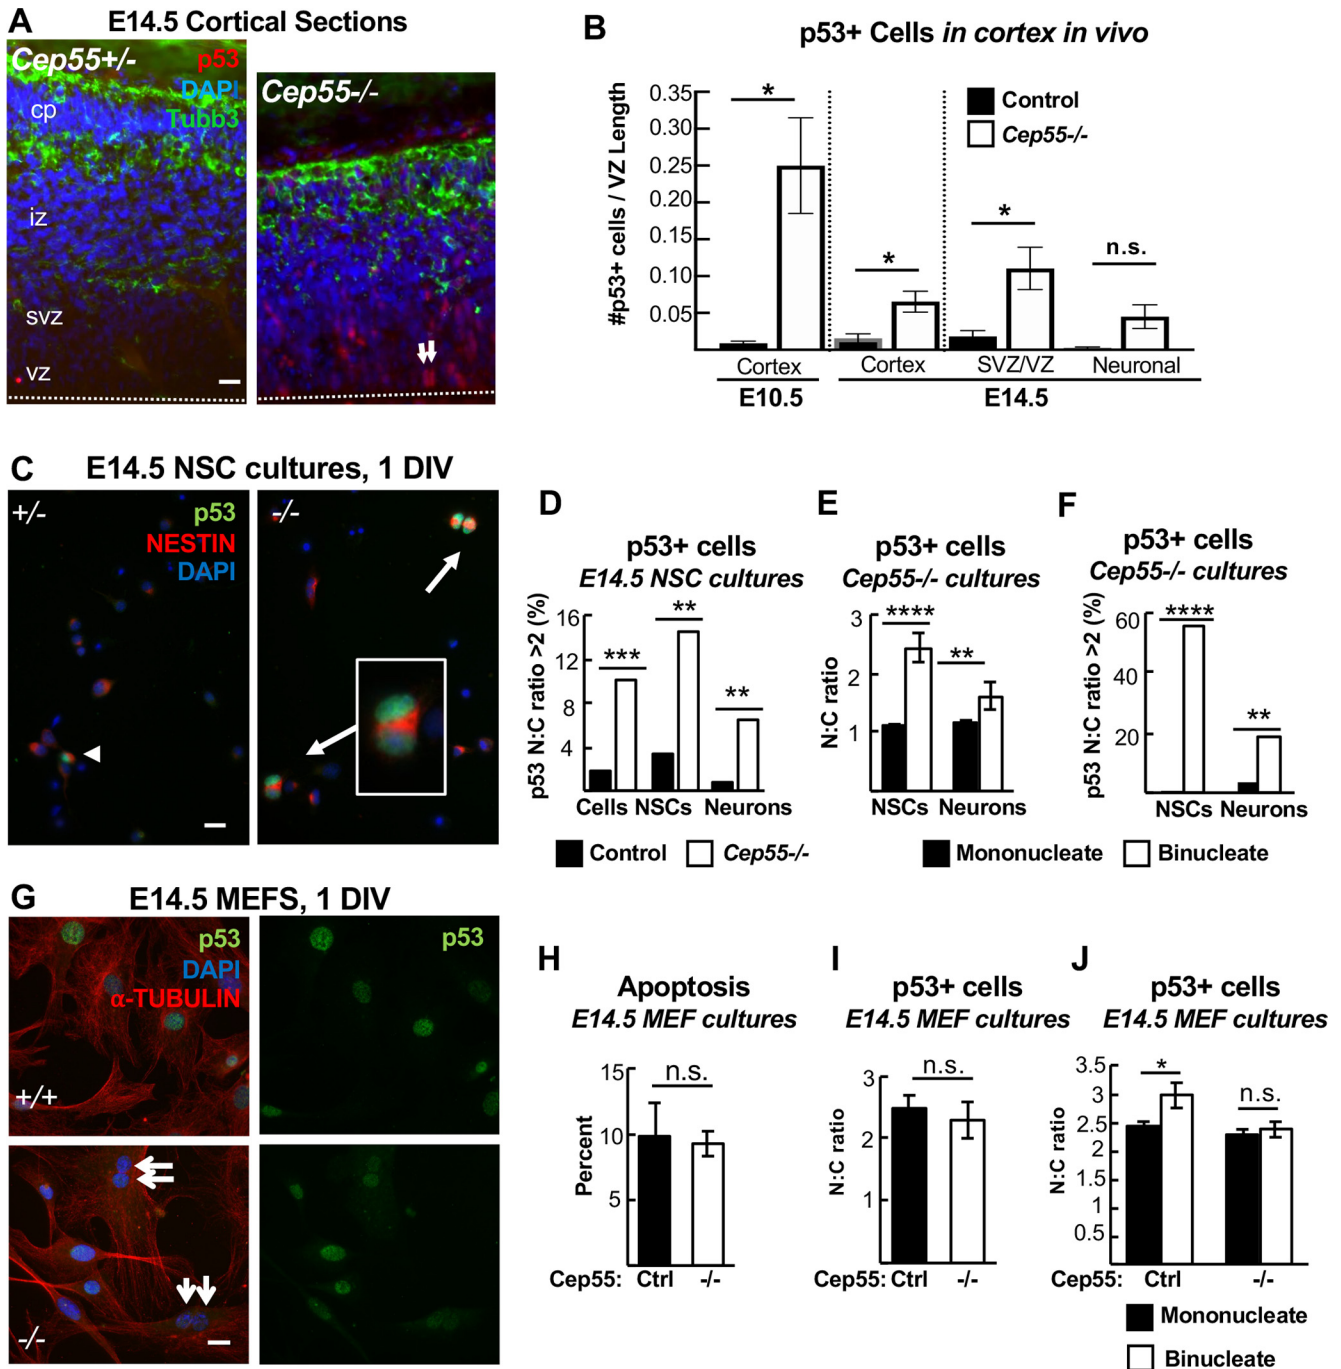 A
E14.5 Cortical Sections
Cep55+/-
p53
DAPI
Tubb3
cp
iz
svz
vz
Cep55-/-
B
p53+ Cells in cortex in vivo
#p53+ cells / VZ Length
0.35
0.30
0.25
0.20
0.15
0.10
0.05
*
*
*
n.s.
Control
Cep55-/-
Cortex
Cortex
SVZ/VZ
Neuronal
E10.5
E14.5
C
E14.5 NSC cultures, 1 DIV
+/-
p53
NESTIN
DAPI
-/-
D
p53+ cells
E14.5 NSC cultures
p53 N:C ratio >2 (%)
16
12
8
4
***
**
**
Cells NSCs Neurons
Control
Cep55-/-
E
p53+ cells
Cep55-/- cultures
N:C ratio
3
2
1
0
****
**
NSCs Neurons
F
p53+ cells
Cep55-/- cultures
p53 N:C ratio >2 (%)
60
40
20
****
**
NSCs Neurons
Mononucleate
Binucleate
G
E14.5 MEFS, 1 DIV
p53
DAPI
α-TUBULIN
+/+
p53
-/-
H
Apoptosis
E14.5 MEF cultures
Percent
15
10
5
n.s.
Cep55: Ctrl -/-
I
p53+ cells
E14.5 MEF cultures
N:C ratio
3
2
1
n.s.
Cep55: Ctrl -/-
J
p53+ cells
E14.5 MEF cultures
N:C ratio
3.5
3
2.5
2
1.5
1
0.5
*
n.s.
Cep55: Ctrl -/-
Mononucleate
Binucleate